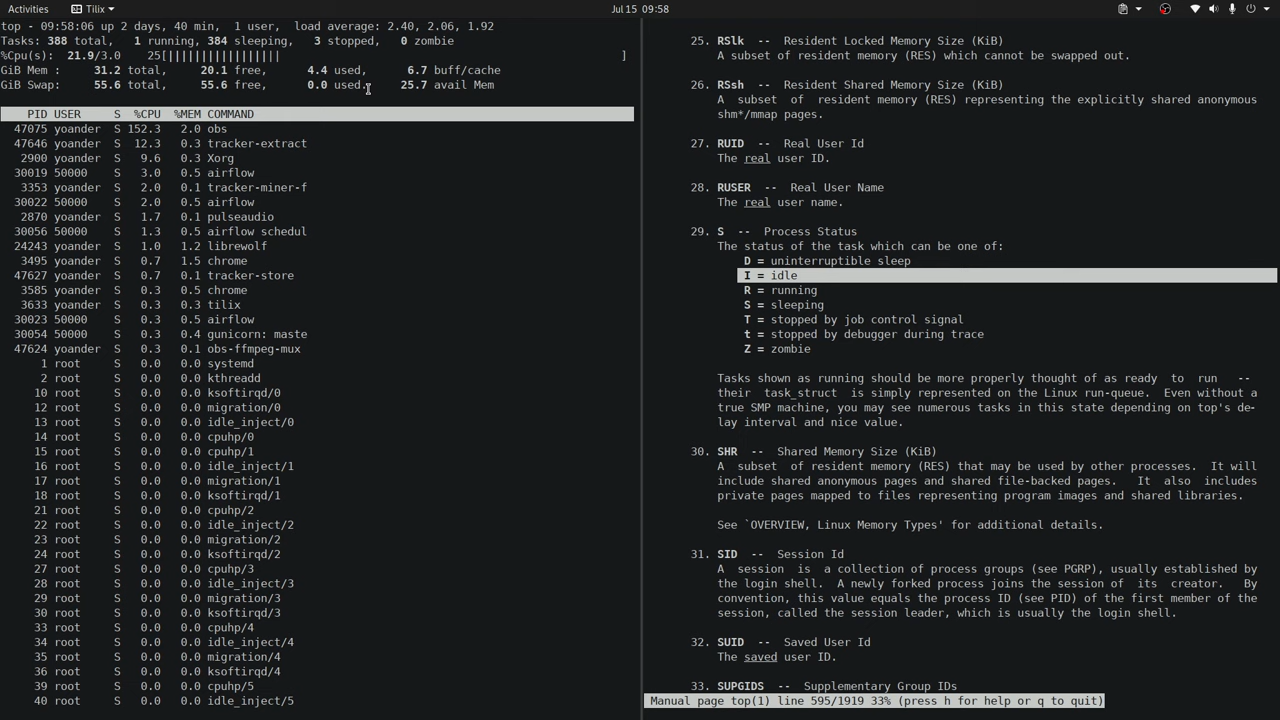 Activities Tilix Jul 15 09:58
top - 09:58:06 up 2 days, 40 min, 1 user, load average: 2.40, 2.06, 1.92
Tasks: 388 total, 1 running, 384 sleeping, 3 stopped, 0 zombie
%Cpu(s): 21.9/3.0 25[||||||||||||||||| ]
GiB Mem : 31.2 total, 20.1 free, 4.4 used, 6.7 buff/cache
GiB Swap: 55.6 total, 55.6 free, 0.0 used. 25.7 avail Mem
PID USER S %CPU %MEM COMMAND
47075 yoander S 152.3 2.0 obs
47646 yoander S 12.3 0.3 tracker-extract
2900 yoander S 9.6 0.3 Xorg
30019 50000 S 3.0 0.5 airflow
3353 yoander S 2.0 0.1 tracker-miner-f
30022 50000 S 2.0 0.5 airflow
2870 yoander S 1.7 0.1 pulseaudio
30056 50000 S 1.3 0.5 airflow schedul
24243 yoander S 1.0 1.2 librewolf
3495 yoander S 0.7 1.5 chrome
47627 yoander S 0.7 0.1 tracker-store
3585 yoander S 0.3 0.5 chrome
3633 yoander S 0.3 0.3 tilix
30023 50000 S 0.3 0.5 airflow
30054 50000 S 0.3 0.4 gunicorn: maste
47624 yoander S 0.3 0.1 obs-ffmpeg-mux
1 root S 0.0 0.0 systemd
2 root S 0.0 0.0 kthreadd
10 root S 0.0 0.0 ksoftirqd/0
12 root S 0.0 0.0 migration/0
13 root S 0.0 0.0 idle_inject/0
14 root S 0.0 0.0 cpuhp/0
15 root S 0.0 0.0 cpuhp/1
16 root S 0.0 0.0 idle_inject/1
17 root S 0.0 0.0 migration/1
18 root S 0.0 0.0 ksoftirqd/1
21 root S 0.0 0.0 cpuhp/2
22 root S 0.0 0.0 idle_inject/2
23 root S 0.0 0.0 migration/2
24 root S 0.0 0.0 ksoftirqd/2
27 root S 0.0 0.0 cpuhp/3
28 root S 0.0 0.0 idle_inject/3
29 root S 0.0 0.0 migration/3
30 root S 0.0 0.0 ksoftirqd/3
33 root S 0.0 0.0 cpuhp/4
34 root S 0.0 0.0 idle_inject/4
35 root S 0.0 0.0 migration/4
36 root S 0.0 0.0 ksoftirqd/4
39 root S 0.0 0.0 cpuhp/5
40 root S 0.0 0.0 idle_inject/5
25. RSlk -- Resident Locked Memory Size (KiB)
A subset of resident memory (RES) which cannot be swapped out.
26. RSsh -- Resident Shared Memory Size (KiB)
A subset of resident memory (RES) representing the explicitly shared anonymous
shm*/mmap pages.
27. RUID -- Real User Id
The real user ID.
28. RUSER -- Real User Name
The real user name.
29. S -- Process Status
The status of the task which can be one of:
D = uninterruptible sleep
I = idle
R = running
S = sleeping
T = stopped by job control signal
t = stopped by debugger during trace
Z = zombie
Tasks shown as running should be more properly thought of as ready to run --
their task_struct is simply represented on the Linux run-queue. Even without a
true SMP machine, you may see numerous tasks in this state depending on top's de-
lay interval and nice value.
30. SHR -- Shared Memory Size (KiB)
A subset of resident memory (RES) that may be used by other processes. It will
include shared anonymous pages and shared file-backed pages. It also includes
private pages mapped to files representing program images and shared libraries.
See `OVERVIEW, Linux Memory Types' for additional details.
31. SID -- Session Id
A session is a collection of process groups (see PGRP), usually established by
the login shell. A newly forked process joins the session of its creator. By
convention, this value equals the process ID (see PID) of the first member of the
session, called the session leader, which is usually the login shell.
32. SUID -- Saved User Id
The saved user ID.
33. SUPGIDS -- Supplementary Group IDs
Manual page top(1) line 595/1919 33% (press h for help or q to quit)